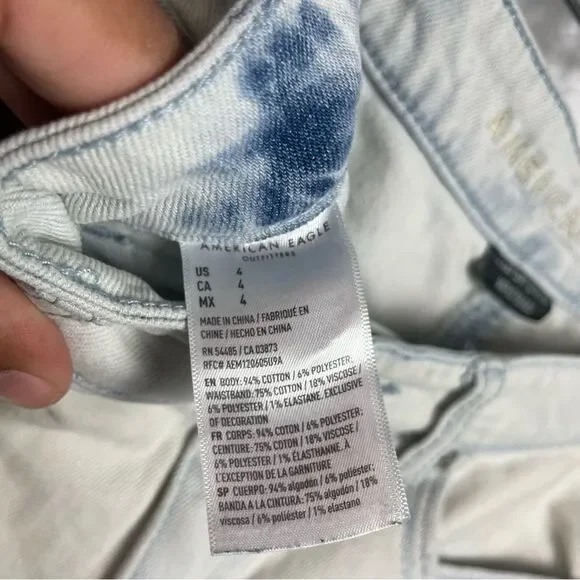 AMERICAN EAGLE
OUTFITTERS
US 4
CA 4
MX 4
MADE IN CHINA / FABRIQUÉ EN
CHINE / HECHO EN CHINA
RN 54485 / CA 03873
RFC# AEM120605U9A
EN BODY: 94% COTTON / 6% POLYESTER;
WAISTBAND: 75% COTTON / 18% VISCOSE /
6% POLYESTER / 1% ELASTANE. EXCLUSIVE
OF DECORATION
FR CORPS: 94% COTON / 6% POLYESTER;
CEINTURE: 75% COTON / 18% VISCOSE /
6% POLYESTER / 1% ÉLASTHANNE. À
L'EXCEPTION DE LA GARNITURE
SP CUERPO: 94% algodón / 6% poliéster;
BANDA A LA CINTURA: 75% algodón / 18%
viscosa / 6% poliéster / 1% elastano
AMERICA